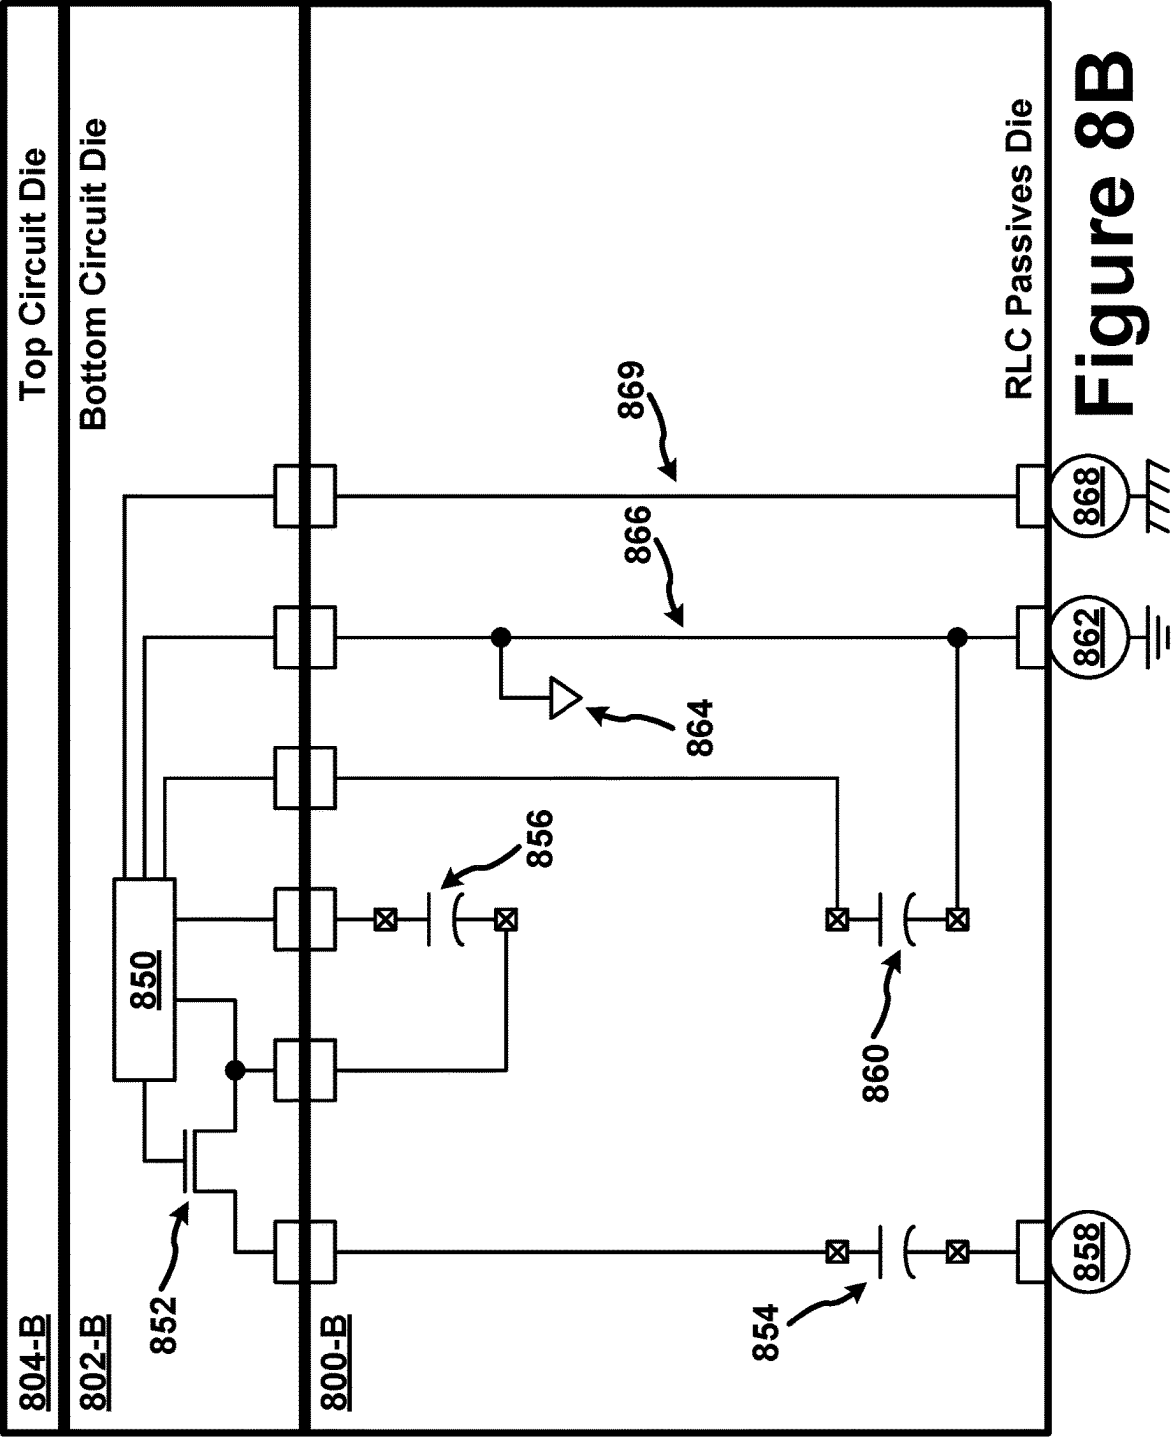 804-B
Top Circuit Die
802-B
Bottom Circuit Die
850
852
800-B
856
866
869
864
860
854
RLC Passives Die
858
862
868
Figure 8B